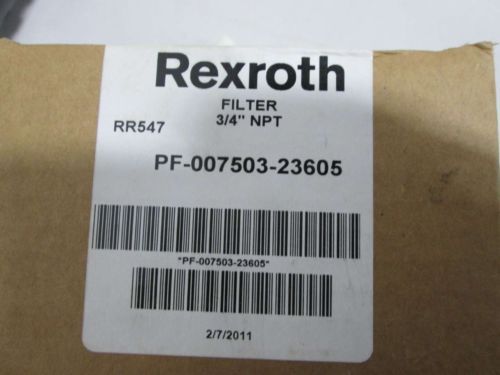 Rexroth
FILTER
3/4" NPT
RR547
PF-007503-23605
"PF-007503-23605"
2/7/2011